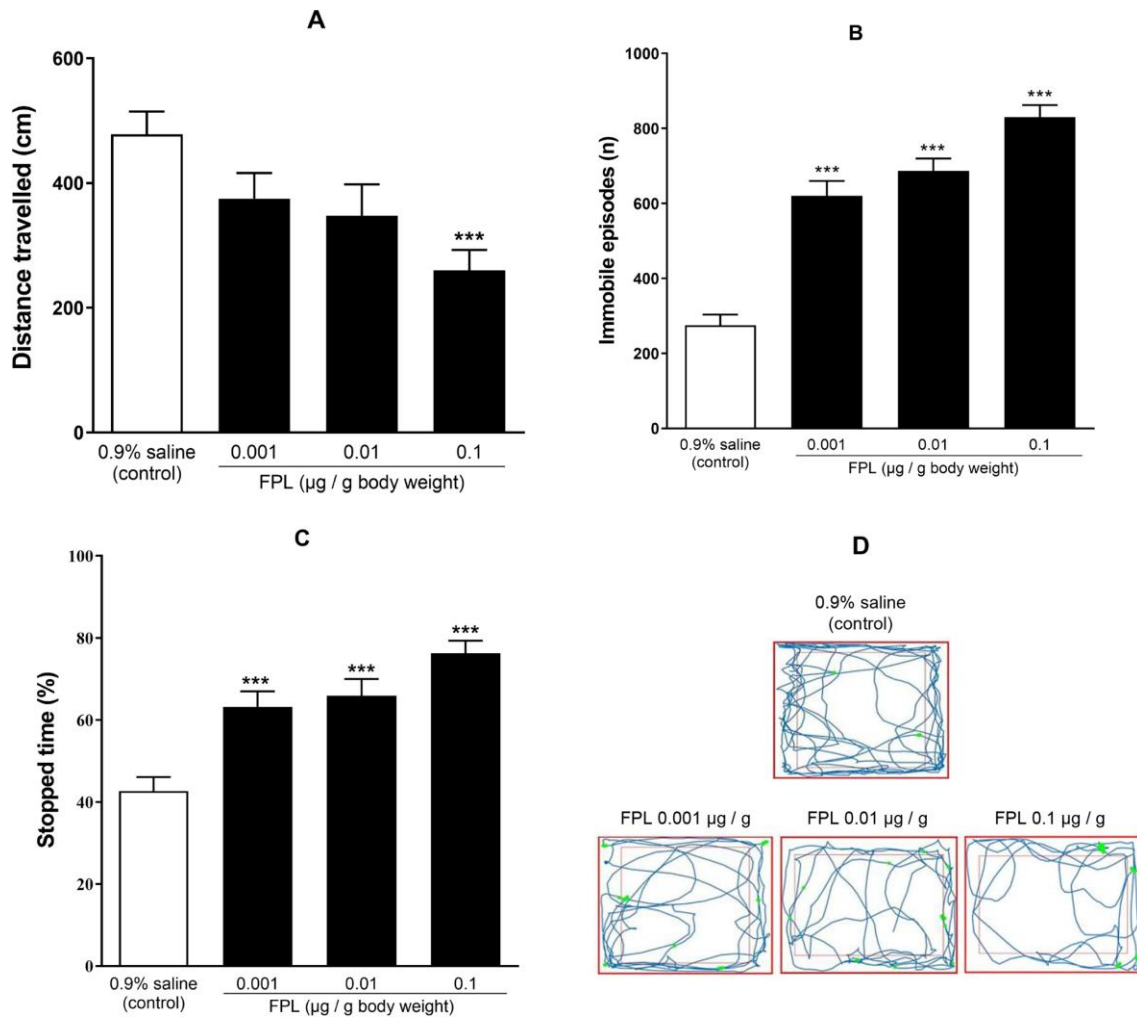 A
Distance travelled (cm)
600
400
200
0
***
0.9% saline
(control)
0.001
0.01
0.1
FPL (µg / g body weight)
B
Immobile episodes (n)
1000
800
600
400
200
0
***
***
***
0.9% saline
(control)
0.001
0.01
0.1
FPL (µg / g body weight)
C
Stopped time (%)
100
80
60
40
20
0
***
***
***
0.9% saline
(control)
0.001
0.01
0.1
FPL (µg / g body weight)
D
0.9% saline
(control)
FPL 0.001 µg / g
FPL 0.01 µg / g
FPL 0.1 µg / g